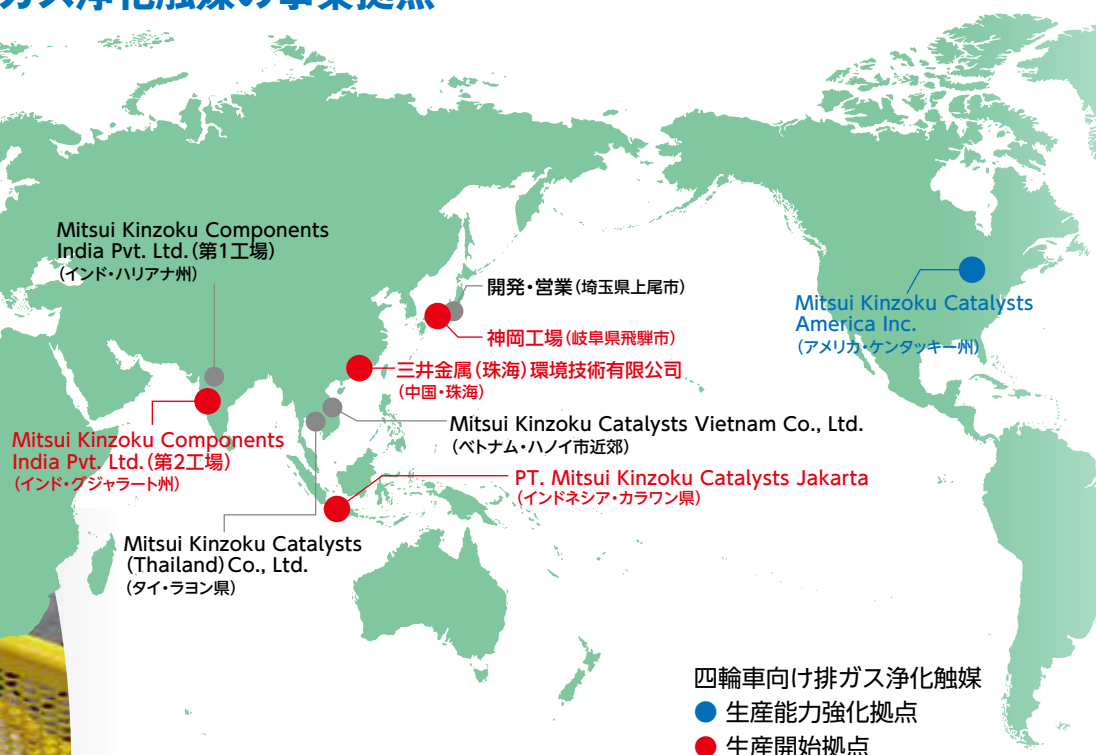 ガス浄化触媒の事業拠点
Mitsui Kinzoku Components
India Pvt. Ltd.(第1工場)
(インド・ハリアナ州)
開発・営業(埼玉県上尾市)
神岡工場(岐阜県飛騨市)
三井金属(珠海)環境技術有限公司
(中国・珠海)
Mitsui Kinzoku Catalysts
America Inc.
(アメリカ・ケンタッキー州)
Mitsui Kinzoku Catalysts Vietnam Co., Ltd.
(ベトナム・ハノイ市近郊)
Mitsui Kinzoku Components
India Pvt. Ltd.(第2工場)
(インド・グジャラート州)
PT. Mitsui Kinzoku Catalysts Jakarta
(インドネシア・カラワン県)
Mitsui Kinzoku Catalysts
(Thailand)Co., Ltd.
(タイ・ラヨン県)
四輪車向け排ガス浄化触媒
生産能力強化拠点
生産開始拠点